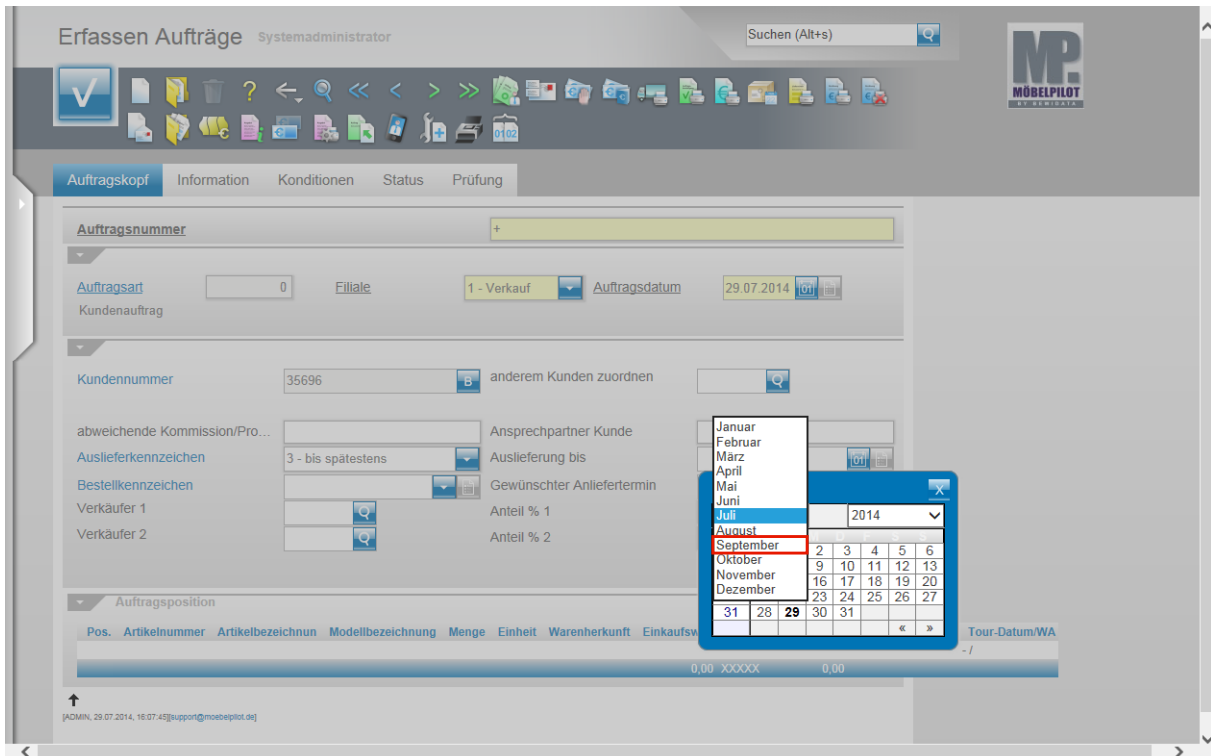 Erfassen Aufträge Systemadministrator
Suchen (Alt+s)
MP.
MÖBELPILOT
BY BEWIDATA
Auftragskopf Information Konditionen Status Prüfung
Auftragsnummer +
Auftragsart 0 Filiale 1 - Verkauf Auftragsdatum 29.07.2014
Kundenauftrag
Kundennummer 35696 B anderem Kunden zuordnen
abweichende Kommission/Pro... Ansprechpartner Kunde
Auslieferkennzeichen 3 - bis spätestens Auslieferung bis
Bestellkennzeichen Gewünschter Anliefertermin
Verkäufer 1 Anteil % 1
Verkäufer 2 Anteil % 2
Januar
Februar
März
April
Mai
Juni
Juli
August
September
Oktober
November
Dezember
X
2014
M D F S S
2 3 4 5 6
9 10 11 12 13
16 17 18 19 20
23 24 25 26 27
31 28 29 30 31
« »
Auftragsposition
Pos. Artikelnummer Artikelbezeichnun Modellbezeichnung Menge Einheit Warenherkunft Einkaufsw Tour-Datum/WA
- /
0,00 XXXXX 0,00
[ADMIN, 29.07.2014, 16:07:45][support@moebelpilot.de]